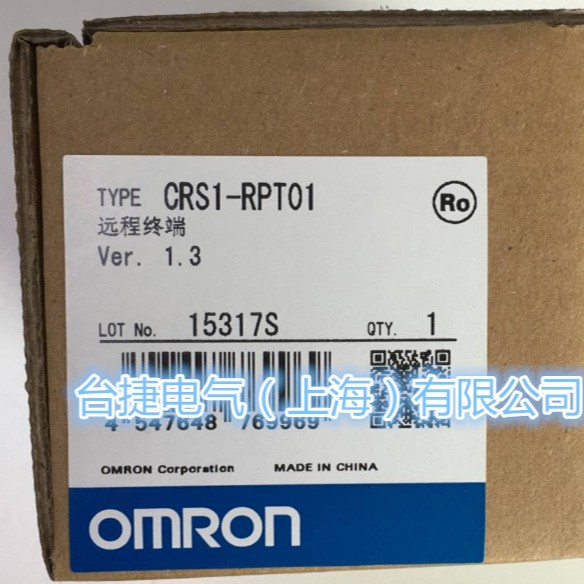 TYPE CRS1-RPT01
Ro
远程终端
Ver. 1.3
LOT No. 15317S QTY. 1
台捷电气（上海）有限公司
4 547648 769969
OMRON Corporation MADE IN CHINA
OMRON